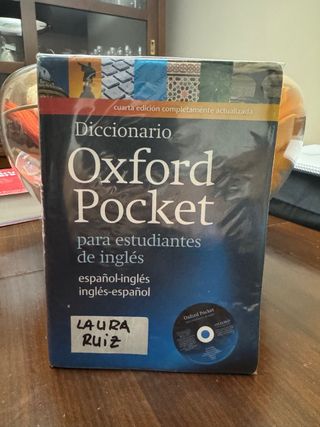 cuarta edición completamente actualizada
Diccionario
Oxford
Pocket
para estudiantes
de inglés
español-inglés
inglés-español
LAURA
RUiZ
Oxford Pocket